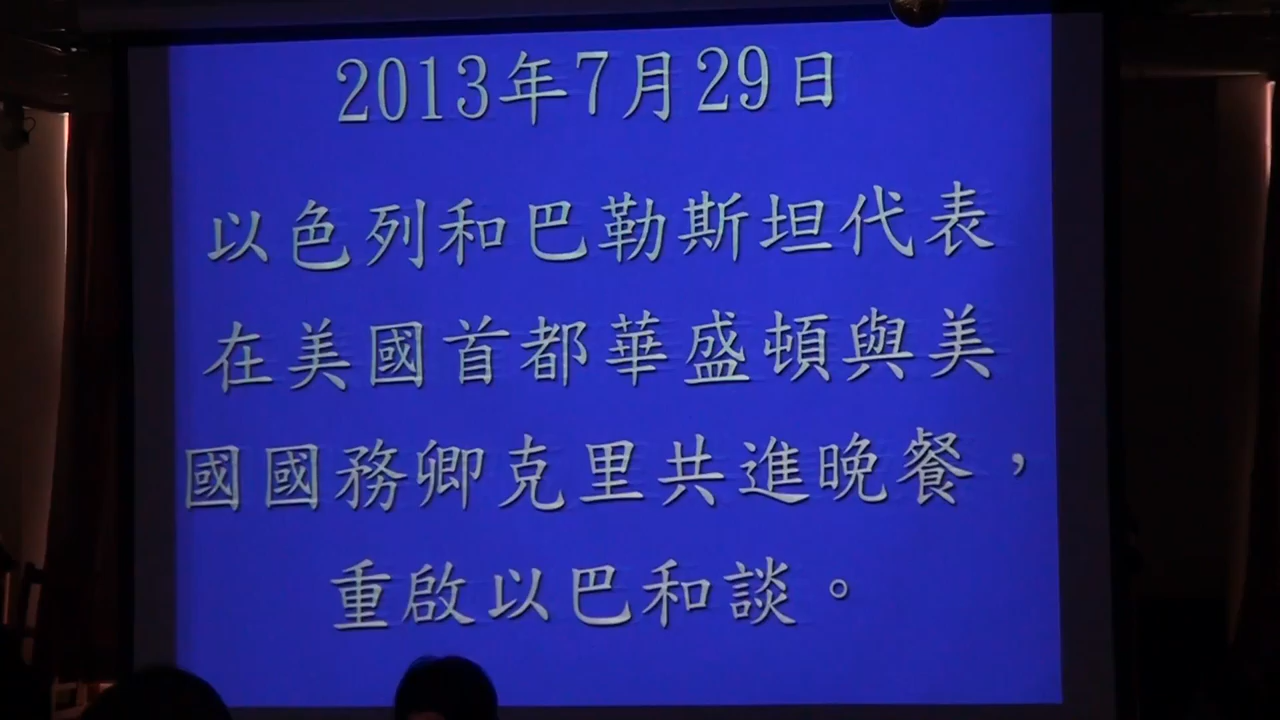 2013年7月29日
以色列和巴勒斯坦代表
在美國首都華盛頓與美
國國務卿克里共進晚餐，
重啟以巴和談。